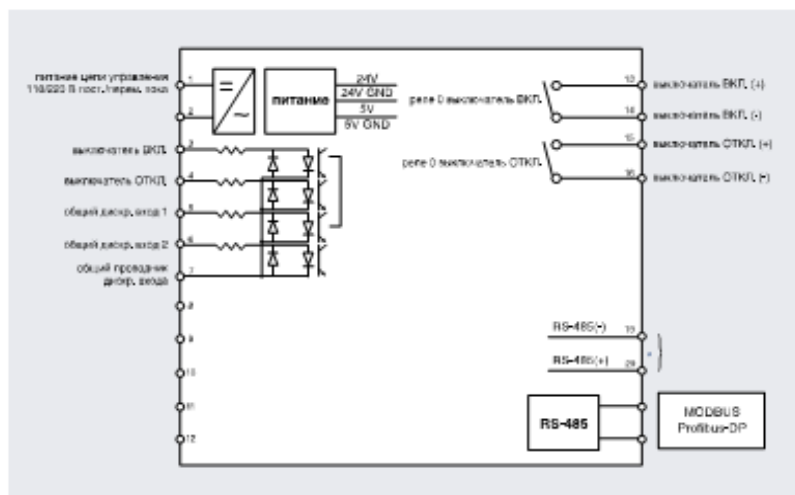 питание цепи управления
110/220 В пост./перем. тока
1
=
~
2
питание
24V
24V GND
5V
5V GND
выключатель ВКЛ.
3
выключатель ОТКЛ.
4
общий дискр. вход 1
5
общий дискр. вход 2
6
общий проводник
дискр. входа
7
8
9
10
11
12
реле 0 выключатель ВКЛ.
13
выключатель ВКЛ. (+)
14
выключатель ВКЛ. (-)
реле 0 выключатель ОТКЛ.
15
выключатель ОТКЛ. (+)
16
выключатель ОТКЛ. (-)
RS-485(-)
19
RS-485(+)
20
RS-485
MODBUS
Profibus-DP